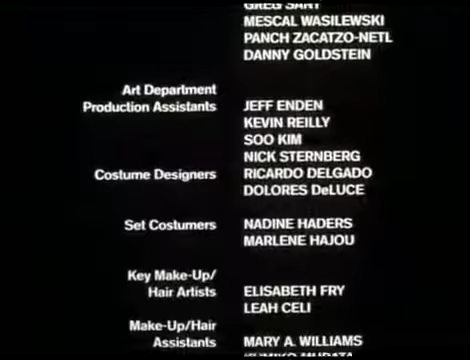 GREG SANT
MESCAL WASILEWSKI
PANCH ZACATZO-NETL
DANNY GOLDSTEIN
Art Department
Production Assistants JEFF ENDEN
KEVIN REILLY
SOO KIM
NICK STERNBERG
Costume Designers RICARDO DELGADO
DOLORES DeLUCE
Set Costumers NADINE HADERS
MARLENE HAJOU
Key Make-Up/
Hair Artists ELISABETH FRY
LEAH CELI
Make-Up/Hair
Assistants MARY A. WILLIAMS